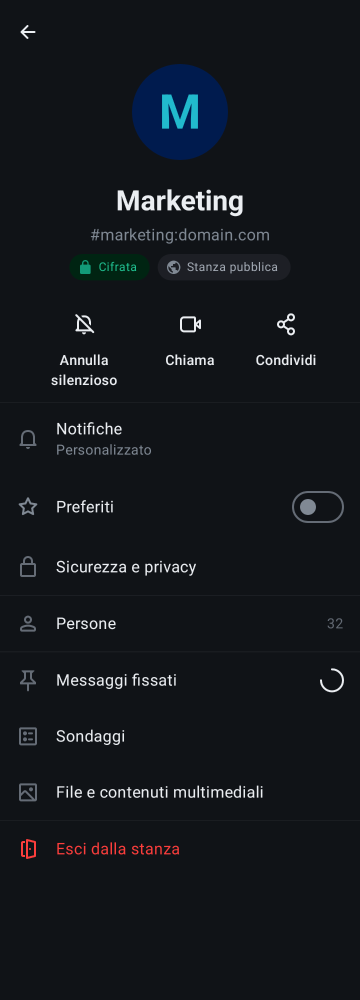 M
Marketing
#marketing:domain.com
Cifrata
Stanza pubblica
Annulla
silenzioso
Chiama
Condividi
Notifiche
Personalizzato
Preferiti
Sicurezza e privacy
Persone
32
Messaggi fissati
Sondaggi
File e contenuti multimediali
Esci dalla stanza